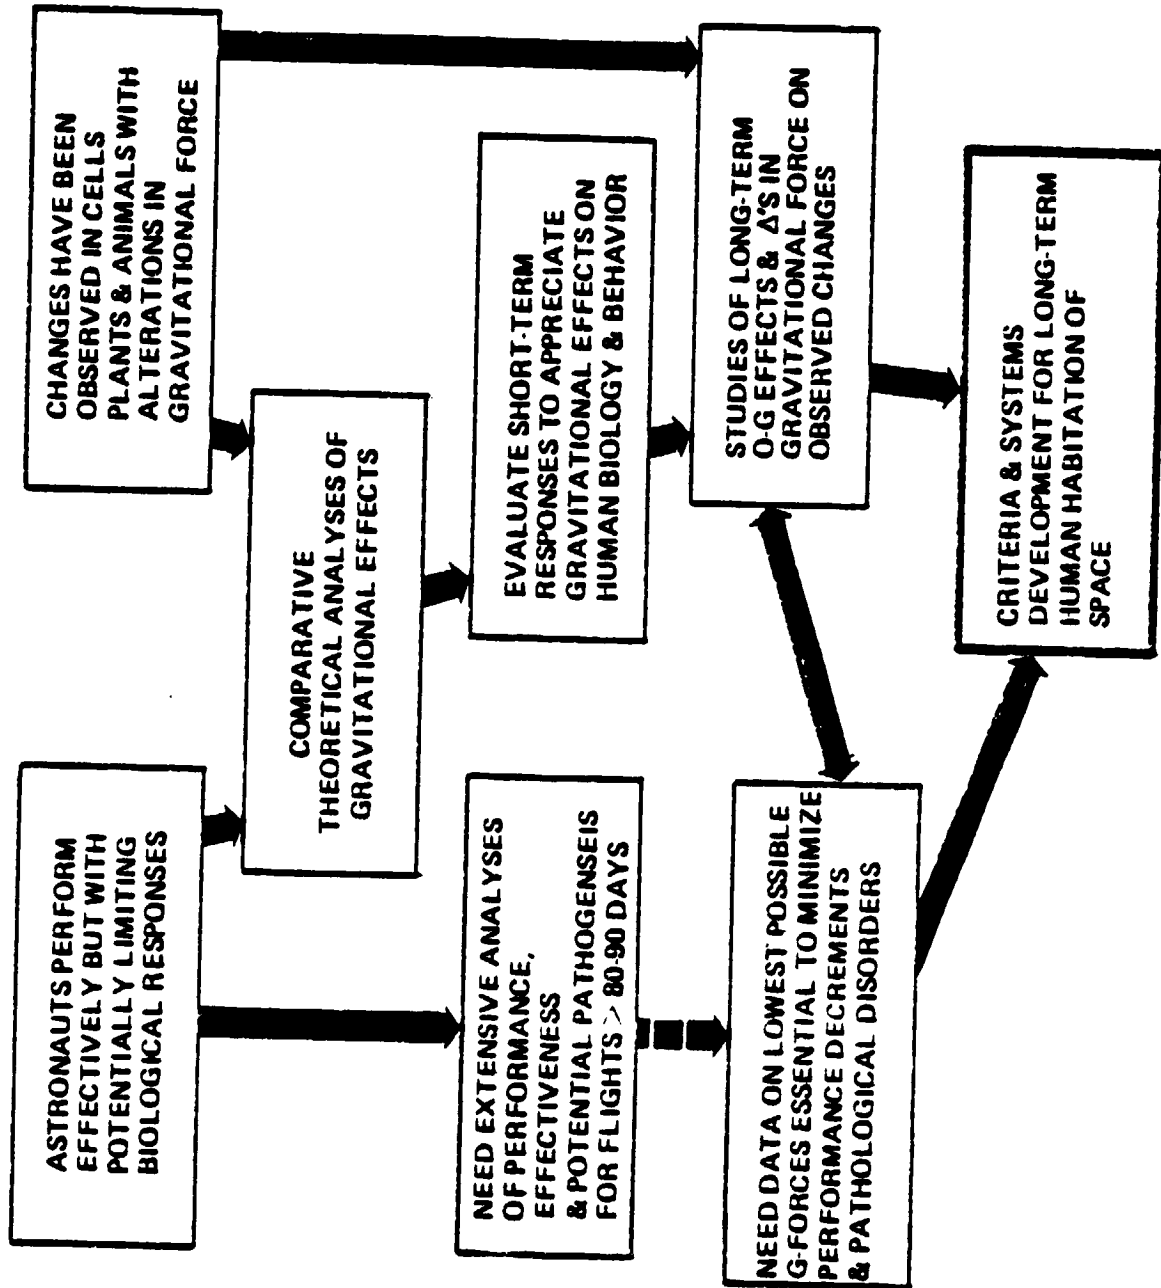 ASTRONAUTS PERFORM
EFFECTIVELY BUT WITH
POTENTIALLY LIMITING
BIOLOGICAL RESPONSES
CHANGES HAVE BEEN
OBSERVED IN CELLS
PLANTS & ANIMALS WITH
ALTERATIONS IN
GRAVITATIONAL FORCE
COMPARATIVE
THEORETICAL ANALYSES OF
GRAVITATIONAL EFFECTS
NEED EXTENSIVE ANALYSES
OF PERFORMANCE,
EFFECTIVENESS
& POTENTIAL PATHOGENSEIS
FOR FLIGHTS > 80-90 DAYS
EVALUATE SHORT-TERM
RESPONSES TO APPRECIATE
GRAVITATIONAL EFFECTS ON
HUMAN BIOLOGY & BEHAVIOR
NEED DATA ON LOWEST POSSIBLE
G-FORCES ESSENTIAL TO MINIMIZE
PERFORMANCE DECREMENTS
& PATHOLOGICAL DISORDERS
STUDIES OF LONG-TERM
O-G EFFECTS & Δ'S IN
GRAVITATIONAL FORCE ON
OBSERVED CHANGES
CRITERIA & SYSTEMS
DEVELOPMENT FOR LONG-TERM
HUMAN HABITATION OF
SPACE